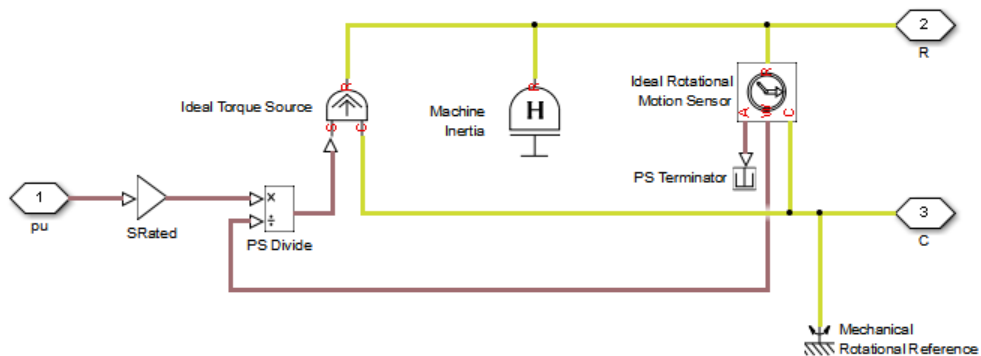 2
R
Ideal Rotational
Motion Sensor
R
A
W
C
Ideal Torque Source
R
S
C
Machine
Inertia
R
H
PS Terminator
1
pu
SRated
×
÷
PS Divide
3
C
Mechanical
Rotational Reference